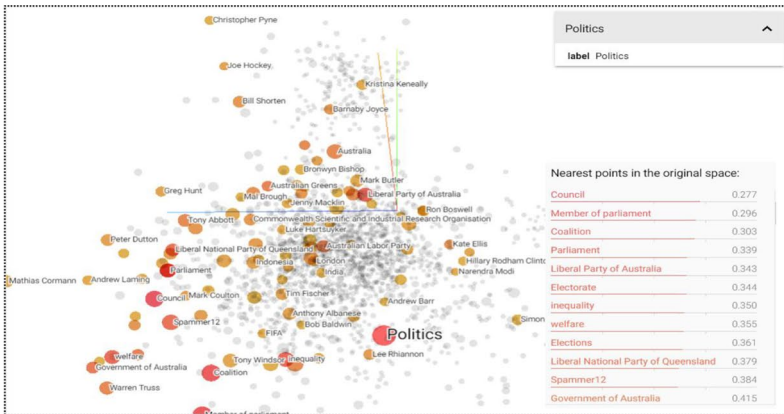 Christopher Pyne
Joe Hockey
Kristina Keneally
Bill Shorten
Barnaby Joyce
Australia
Bronwyn Bishop
Mark Butler
Greg Hunt
Australian Greens
Liberal Party of Australia
Mal Brough
Jenny Macklin
Ron Boswell
Tony Abbott
Commonwealth Scientific and Industrial Research Organisation
Luke Hartsuyker
Peter Dutton
Liberal National Party of Queensland
Australian Labor Party
Kate Ellis
Parliament
Indonesia
London
Hillary Rodham Clinto
India
Narendra Modi
Mathias Cormann
Andrew Laming
Council
Mark Coulton
Tim Fischer
Andrew Barr
Anthony Albanese
Simon
Spammer12
Bob Baldwin
FIFA
Politics
welfare
Tony Windsor
inequality
Lee Rhiannon
Government of Australia
Coalition
Warren Truss
Member of parliament
Politics
label Politics
Nearest points in the original space:
Council 0.277
Member of parliament 0.296
Coalition 0.303
Parliament 0.339
Liberal Party of Australia 0.343
Electorate 0.344
inequality 0.350
welfare 0.355
Elections 0.361
Liberal National Party of Queensland 0.379
Spammer12 0.384
Government of Australia 0.415